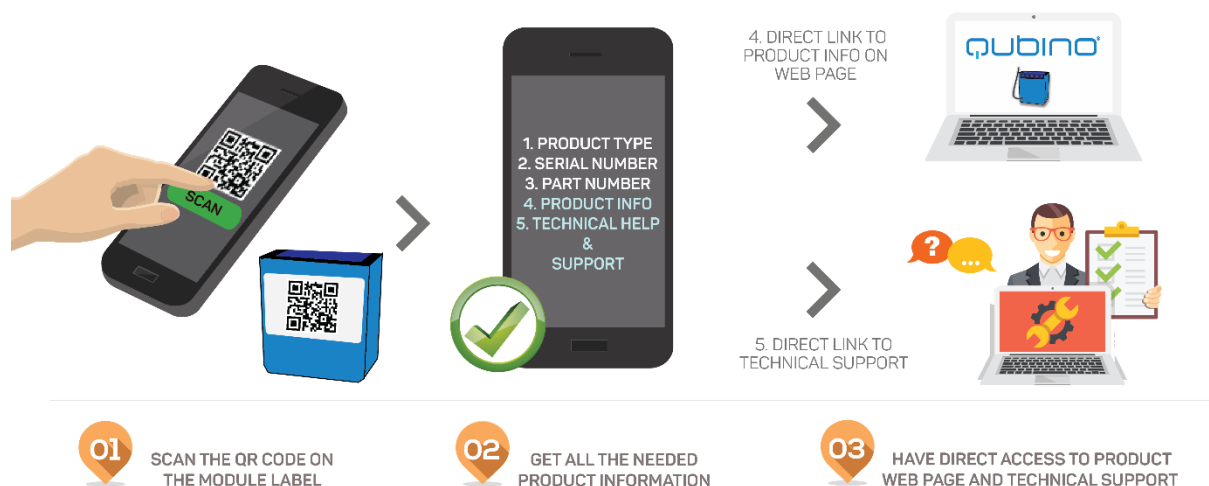 SCAN
1. PRODUCT TYPE
2. SERIAL NUMBER
3. PART NUMBER
4. PRODUCT INFO
5. TECHNICAL HELP
&
SUPPORT
4. DIRECT LINK TO
PRODUCT INFO ON
WEB PAGE
QUBINO®
?
...
5. DIRECT LINK TO
TECHNICAL SUPPORT
01
SCAN THE QR CODE ON
THE MODULE LABEL
02
GET ALL THE NEEDED
PRODUCT INFORMATION
03
HAVE DIRECT ACCESS TO PRODUCT
WEB PAGE AND TECHNICAL SUPPORT